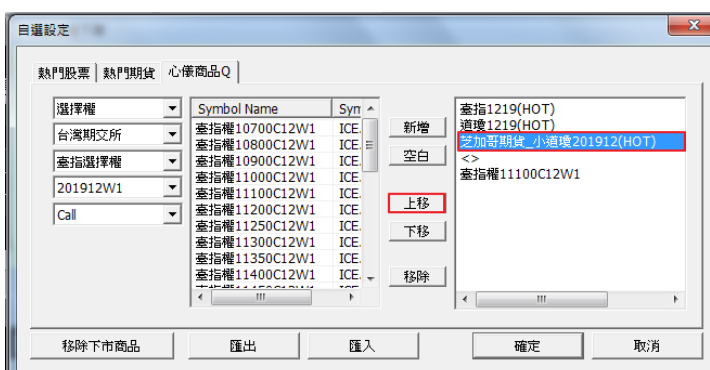 自選設定
熱門股票
熱門期貨
心儀商品Q
選擇權
台灣期交所
臺指選擇權
201912W1
Call
Symbol Name
Sym
臺指權10700C12W1 ICE.
臺指權10800C12W1 ICE.
臺指權10900C12W1 ICE.
臺指權11000C12W1 ICE.
臺指權11100C12W1 ICE.
臺指權11200C12W1 ICE.
臺指權11250C12W1 ICE.
臺指權11300C12W1 ICE.
臺指權11350C12W1 ICE.
臺指權11400C12W1 ICE.
新增
空白
上移
下移
移除
臺指1219(HOT)
道瓊1219(HOT)
芝加哥期貨_小道瓊201912(HOT)
<>
臺指權11100C12W1
移除下市商品
匯出
匯入
確定
取消